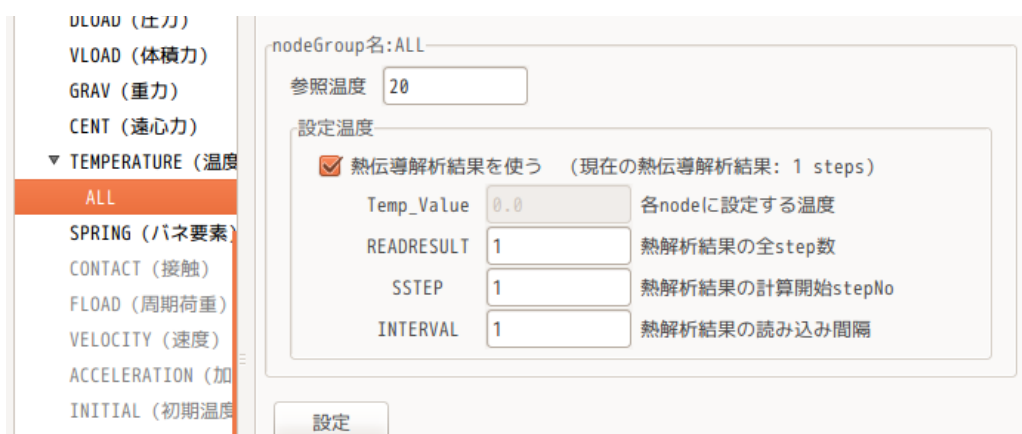 DLOAD (圧力)
VLOAD (体積力)
GRAV (重力)
CENT (遠心力)
▼ TEMPERATURE (温度
ALL
SPRING (バネ要素)
CONTACT (接触)
FLOAD (周期荷重)
VELOCITY (速度)
ACCELERATION (加
INITIAL (初期温度
nodeGroup名:ALL
参照温度 20
設定温度
熱伝導解析結果を使う (現在の熱伝導解析結果: 1 steps)
Temp_Value 0.0 各nodeに設定する温度
READRESULT 1 熱解析結果の全step数
SSTEP 1 熱解析結果の計算開始stepNo
INTERVAL 1 熱解析結果の読み込み間隔
設定